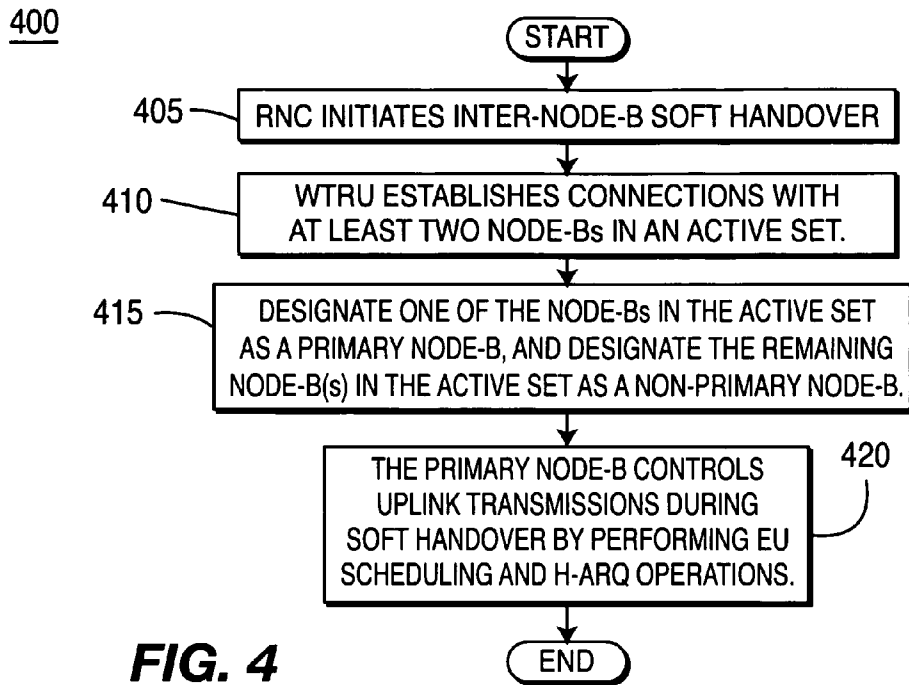 400
START
405
RNC INITIATES INTER-NODE-B SOFT HANDOVER
410
WTRU ESTABLISHES CONNECTIONS WITH
AT LEAST TWO NODE-Bs IN AN ACTIVE SET.
415
DESIGNATE ONE OF THE NODE-Bs IN THE ACTIVE SET
AS A PRIMARY NODE-B, AND DESIGNATE THE REMAINING
NODE-B(s) IN THE ACTIVE SET AS A NON-PRIMARY NODE-B.
420
THE PRIMARY NODE-B CONTROLS
UPLINK TRANSMISSIONS DURING
SOFT HANDOVER BY PERFORMING EU
SCHEDULING AND H-ARQ OPERATIONS.
END
FIG. 4